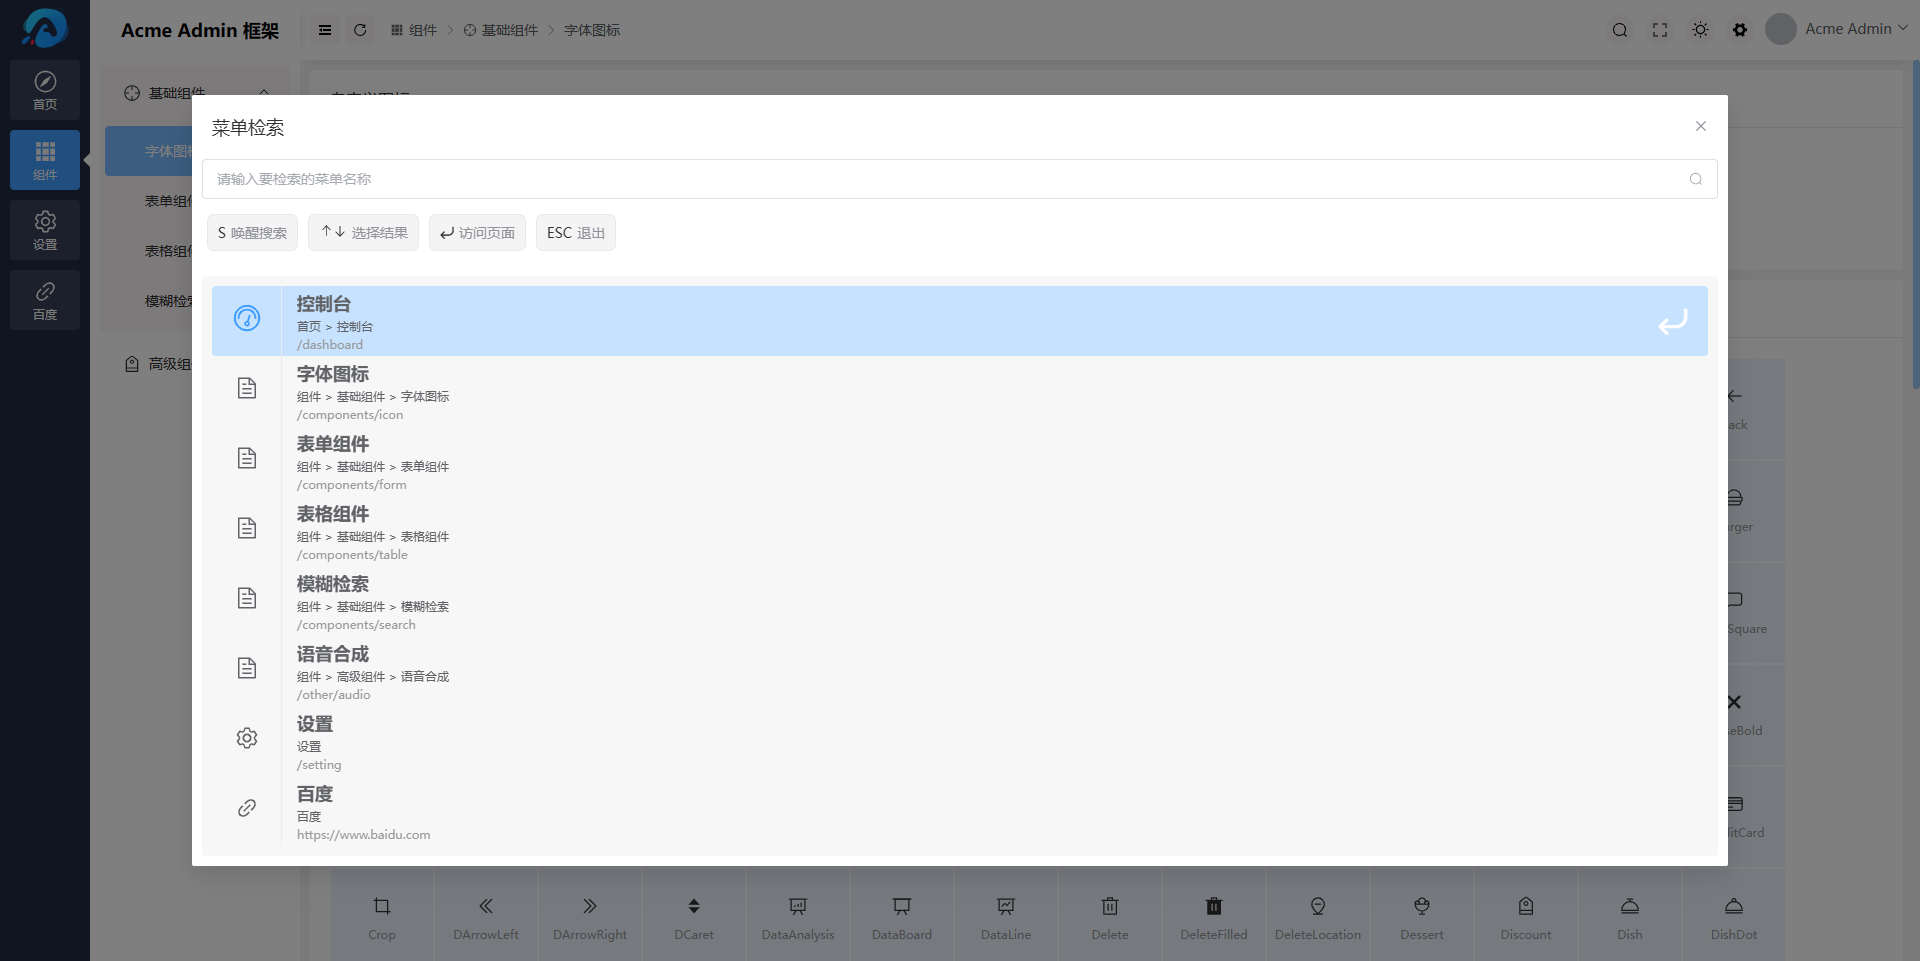 首页
组件
设置
百度
Acme Admin 框架
组件
基础组件
字体图标
Acme Admin
基础组件
表单
表格
高级组
菜单检索
请输入要检索的菜单名称
S 唤醒搜索
选择结果
访问页面
ESC 退出
控制台
首页 > 控制台
/dashboard
字体图标
组件 > 基础组件 > 字体图标
/components/icon
表单组件
组件 > 基础组件 > 表单组件
/components/form
表格组件
组件 > 基础组件 > 表格组件
/components/table
模糊检索
组件 > 基础组件 > 模糊检索
/components/search
语音合成
组件 > 高级组件 > 语音合成
/other/audio
设置
设置
/setting
百度
百度
https://www.baidu.com
ack
rger
Square
eBold
litCard
Crop
DArrowLeft
DArrowRight
DCaret
DataAnalysis
DataBoard
DataLine
Delete
DeleteFilled
DeleteLocation
Dessert
Discount
Dish
DishDot